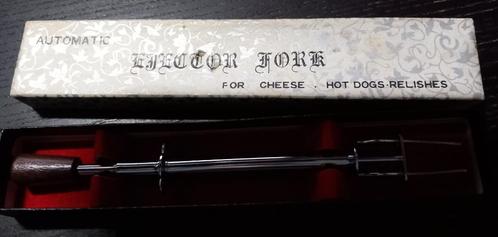 AUTOMATIC
EJECTOR FORK
FOR CHEESE . HOT DOGS·RELISHES